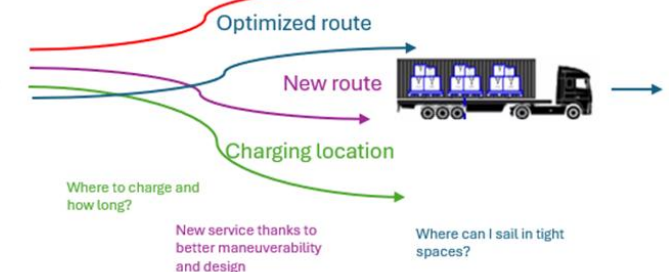 Optimized route
New route
Charging location
Where to charge and
how long?
New service thanks to
better maneuverability
and design
Where can I sail in tight
spaces?